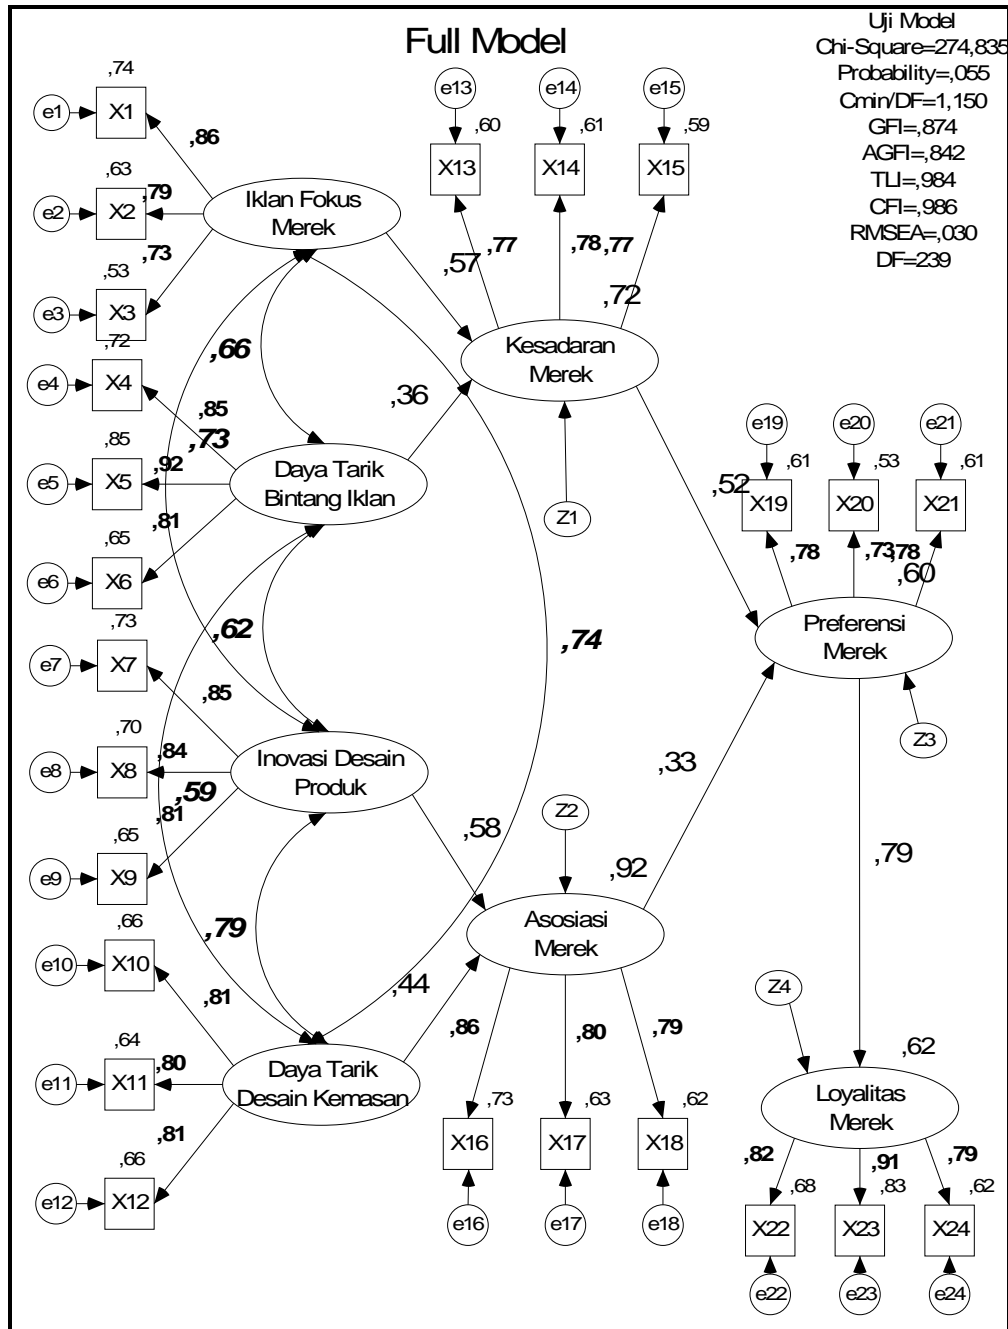 Full Model
Uji Model
Chi-Square=274,835
Probability=,055
Cmin/DF=1,150
GFI=,874
AGFI=,842
TLI=,984
CFI=,986
RMSEA=,030
DF=239
,74
e1
X1
,86
,63
e2
X2
,79
,73
,53
e3
X3
Iklan Fokus
Merek
,72
e4
X4
,85
,85
e5
X5
,92
,81
,65
e6
X6
Daya Tarik
Bintang Iklan
,73
e7
X7
,85
,70
e8
X8
,84
,81
,65
e9
X9
Inovasi Desain
Produk
,66
e10
X10
,81
,64
e11
X11
,80
,81
,66
e12
X12
Daya Tarik
Desain Kemasan
,66
,73
,62
,74
,59
,79
e13
e14
e15
,60
,61
,59
X13
X14
X15
,77
,78
,77
,57
,72
Kesadaran
Merek
,36
Z1
,52
Z2
,58
,92
Asosiasi
Merek
,44
,33
,86
,80
,79
,73
,63
,62
X16
X17
X18
e16
e17
e18
e19
e20
e21
,61
,53
,61
X19
X20
X21
,78
,73
,78
,60
Preferensi
Merek
Z3
,79
Z4
,62
Loyalitas
Merek
,82
,91
,79
,68
,83
,62
X22
X23
X24
e22
e23
e24